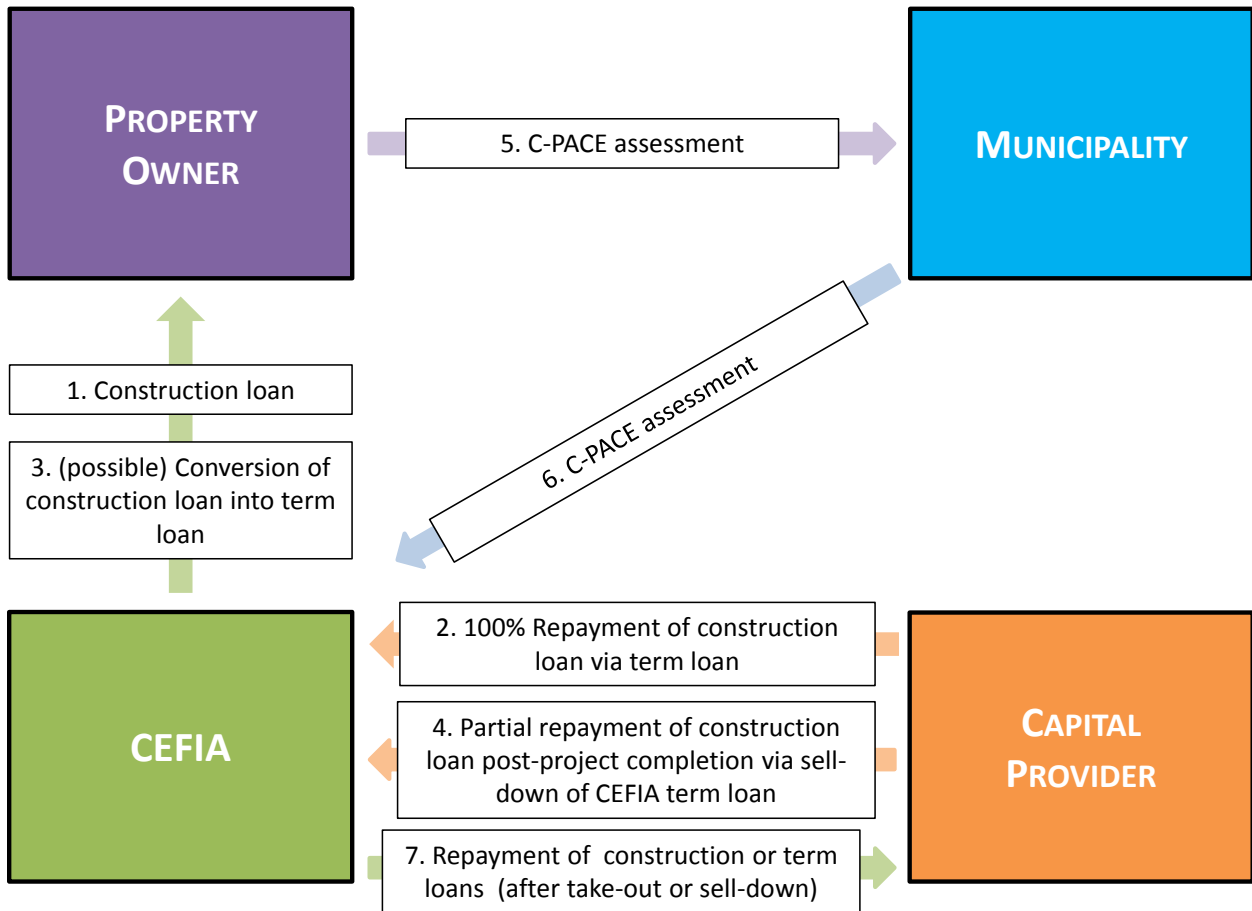 PROPERTY
OWNER
5. C-PACE assessment
MUNICIPALITY
1. Construction loan
3. (possible) Conversion of
construction loan into term
loan
6. C-PACE assessment
CEFIA
2. 100% Repayment of construction
loan via term loan
4. Partial repayment of construction
loan post-project completion via sell-
down of CEFIA term loan
7. Repayment of  construction or term
loans  (after take-out or sell-down)
CAPITAL
PROVIDER